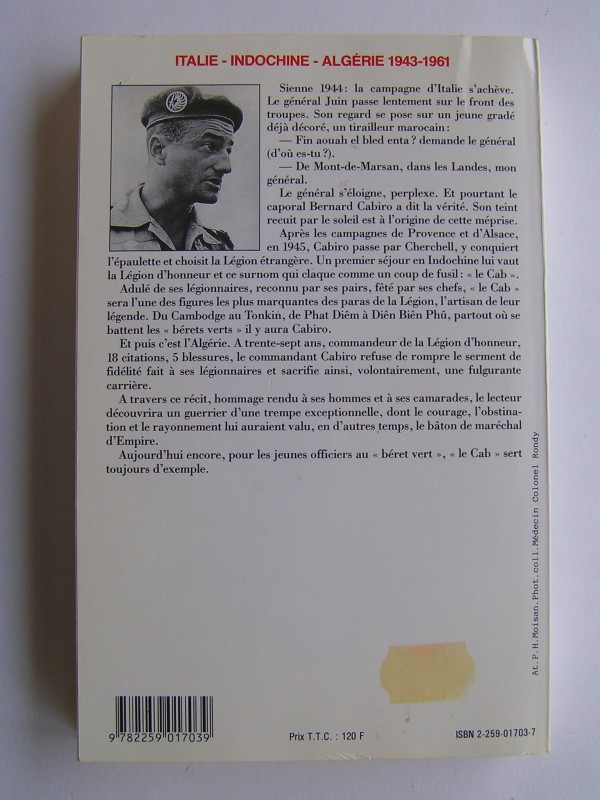 ITALIE - INDOCHINE - ALGÉRIE 1943-1961
Sienne 1944 : la campagne d'Italie s'achève.
Le général Juin passe lentement sur le front des
troupes. Son regard se pose sur un jeune gradé
déjà décoré, un tirailleur marocain :
— Fin aouah el bled enta ? demande le général
(d'où es-tu ?).
— De Mont-de-Marsan, dans les Landes, mon
général.
Le général s'éloigne, perplexe. Et pourtant le
caporal Bernard Cabiro a dit la vérité. Son teint
recuit par le soleil est à l'origine de cette méprise.
Après les campagnes de Provence et d'Alsace,
en 1945, Cabiro passe par Cherchell, y conquiert
l'épaulette et choisit la Légion étrangère. Un premier séjour en Indochine lui vaut
la Légion d'honneur et ce surnom qui claque comme un coup de fusil : « le Cab ».
Adulé de ses légionnaires, reconnu par ses pairs, fêté par ses chefs, « le Cab »
sera l'une des figures les plus marquantes des paras de la Légion, l'artisan de leur
légende. Du Cambodge au Tonkin, de Phat Diêm à Diên Biên Phû, partout où se
battent les « bérets verts » il y aura Cabiro.
Et puis c'est l'Algérie. A trente-sept ans, commandeur de la Légion d'honneur,
18 citations, 5 blessures, le commandant Cabiro refuse de rompre le serment de
fidélité fait à ses légionnaires et sacrifie ainsi, volontairement, une fulgurante
carrière.
A travers ce récit, hommage rendu à ses hommes et à ses camarades, le lecteur
découvrira un guerrier d'une trempe exceptionnelle, dont le courage, l'obstina-
tion et le rayonnement lui auraient valu, en d'autres temps, le bâton de maréchal
d'Empire.
Aujourd'hui encore, pour les jeunes officiers au « béret vert », « le Cab » sert
toujours d'exemple.
At.P.H.Moisan.Phot.coll.Médecin Colonel Rondy
9 782259 017039
Prix T.T.C. : 120 F
ISBN 2-259-01703-7